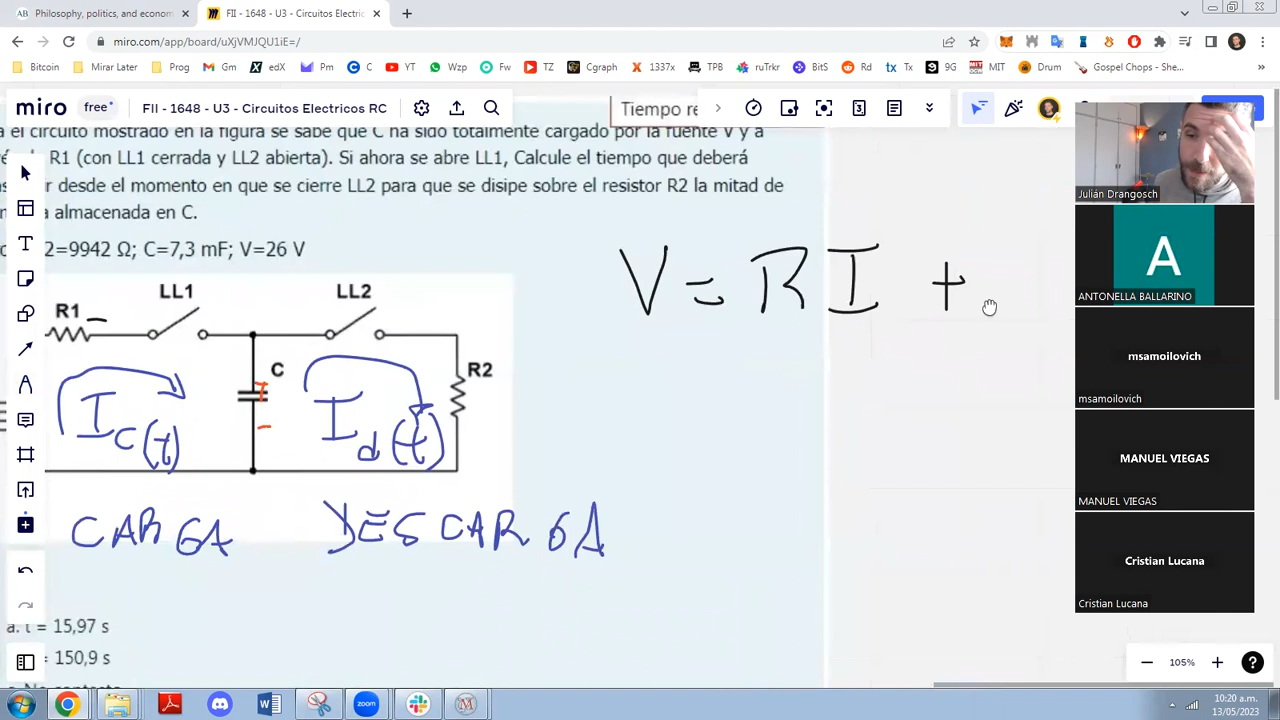 Philosophy, politics, and econom
FII - 1648 - U3 - Circuitos Electric
miro.com/app/board/uXjVMJQU1iE=/
Bitcoin Mirar Later Prog Gm edX Pm C YT Wzp Fw TZ Cgraph 1337x TPB ruTrkr BitS Rd Tx 9G MIT Drum Gospel Chops - She...
miro free FII - 1648 - U3 - Circuitos Electricos RC
Tiempo re
a el circuito mostrado en la figura se sabe que C ha sido totalmente cargado por la fuente V y a
de R1 (con LL1 cerrada y LL2 abierta). Si ahora se abre LL1, Calcule el tiempo que deberá
r desde el momento en que se cierre LL2 para que se disipe sobre el resistor R2 la mitad de
a almacenada en C.
2=9942 Ω; C=7,3 mF; V=26 V
V = R I +
LL1 LL2
R1
C
R2
I C(t) I d(t)
CARGA DESCARGA
a. t = 15,97 s
= 150,9 s
Julián Drangosch
A
ANTONELLA BALLARINO
msamoilovich
msamoilovich
MANUEL VIEGAS
MANUEL VIEGAS
Cristian Lucana
Cristian Lucana
105%
10:20 a.m.
13/05/2023